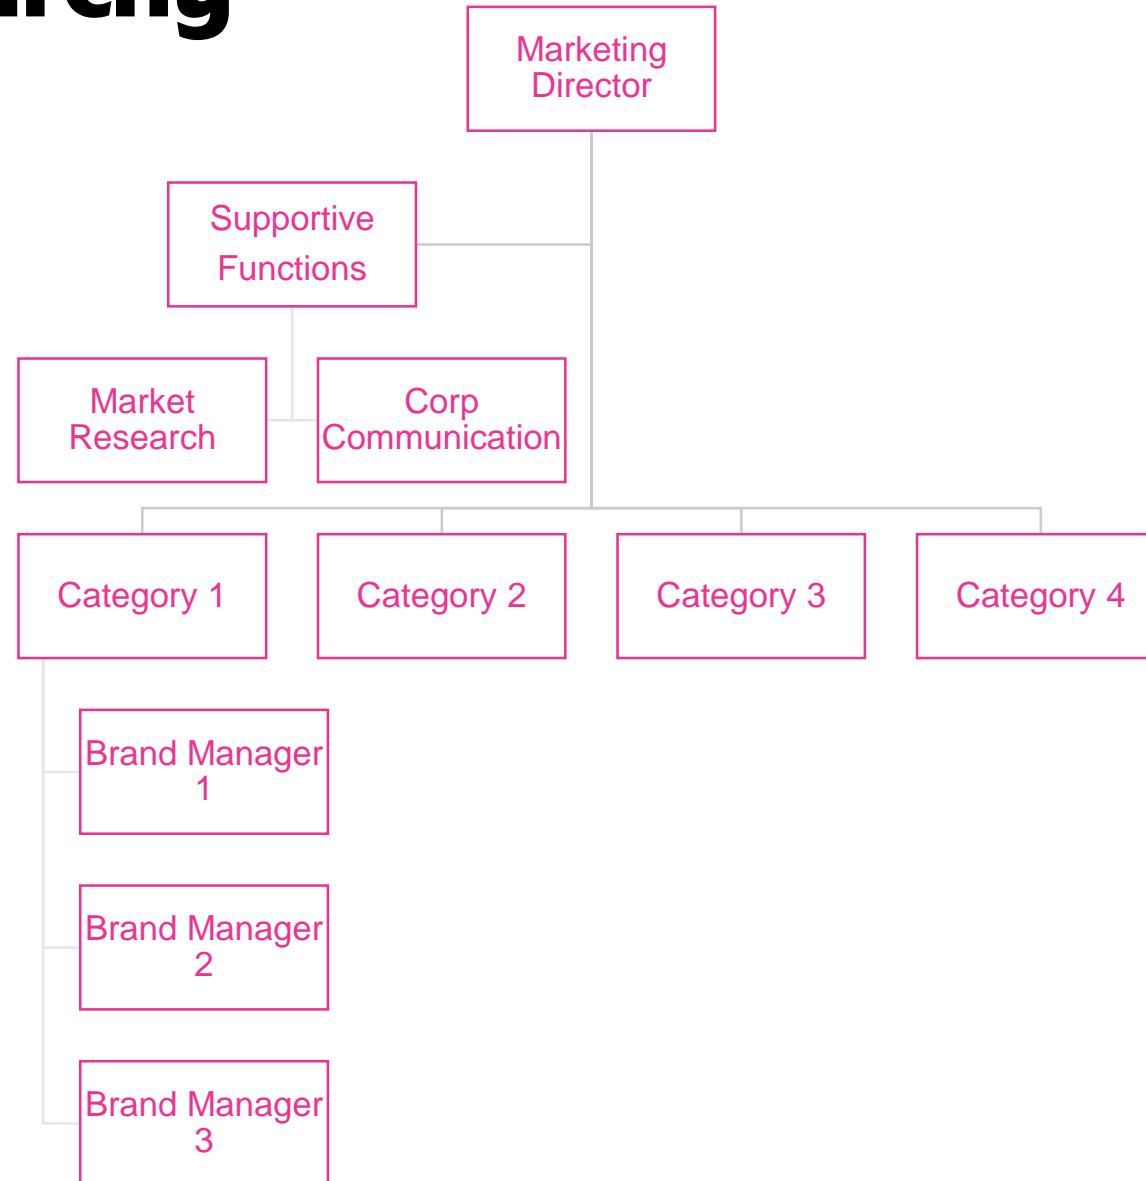 Marketing
Director
Supportive
Functions
Market
Research
Corp
Communication
Category 1
Category 2
Category 3
Category 4
Brand Manager
1
Brand Manager
2
Brand Manager
3